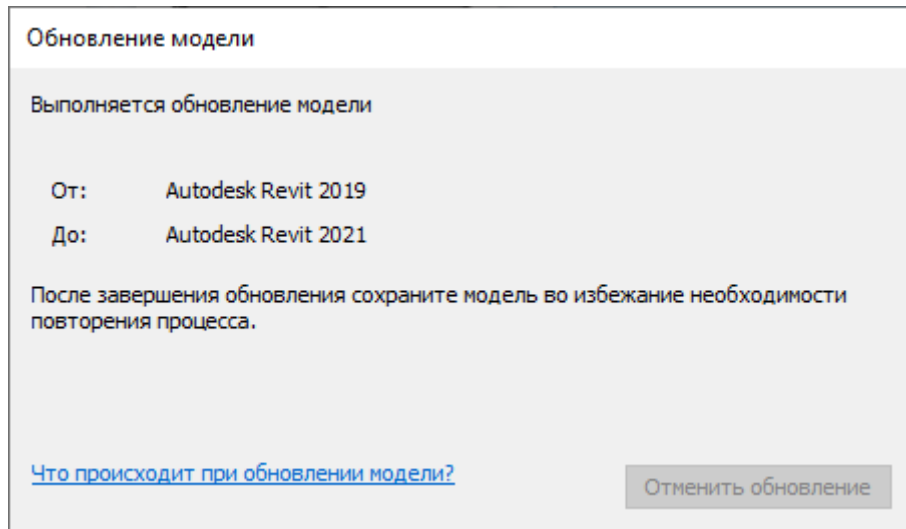 Обновление модели
Выполняется обновление модели
От: Autodesk Revit 2019
До: Autodesk Revit 2021
После завершения обновления сохраните модель во избежание необходимости
повторения процесса.
Что происходит при обновлении модели?
Отменить обновление